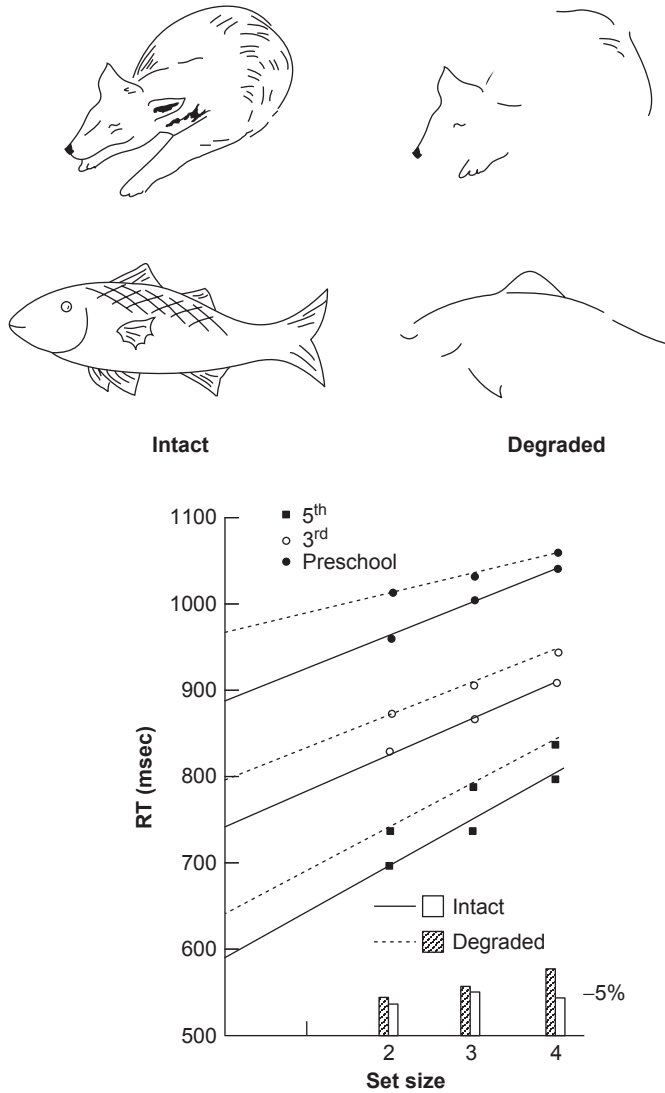 Intact
Degraded
1100
1000
900
800
700
600
500
RT (msec)
5th
3rd
Preschool
Intact
Degraded
–5%
2
3
4
Set size